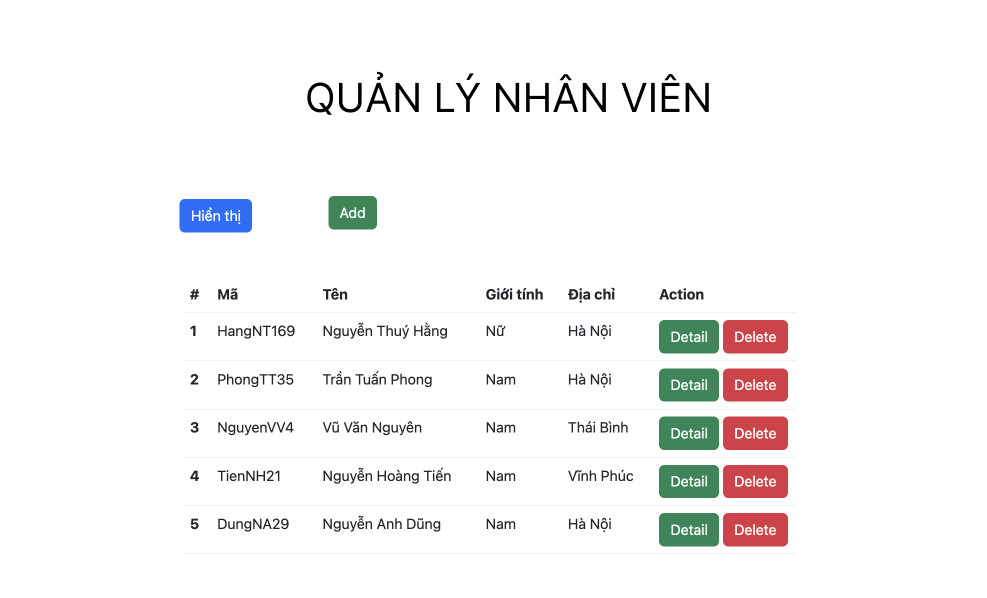 QUẢN LÝ NHÂN VIÊN
Hiển thị Add
# Mã Tên Giới tính Địa chỉ Action
1 HangNT169 Nguyễn Thuý Hằng Nữ Hà Nội Detail Delete
2 PhongTT35 Trần Tuấn Phong Nam Hà Nội Detail Delete
3 NguyenVV4 Vũ Văn Nguyên Nam Thái Bình Detail Delete
4 TienNH21 Nguyễn Hoàng Tiến Nam Vĩnh Phúc Detail Delete
5 DungNA29 Nguyễn Anh Dũng Nam Hà Nội Detail Delete